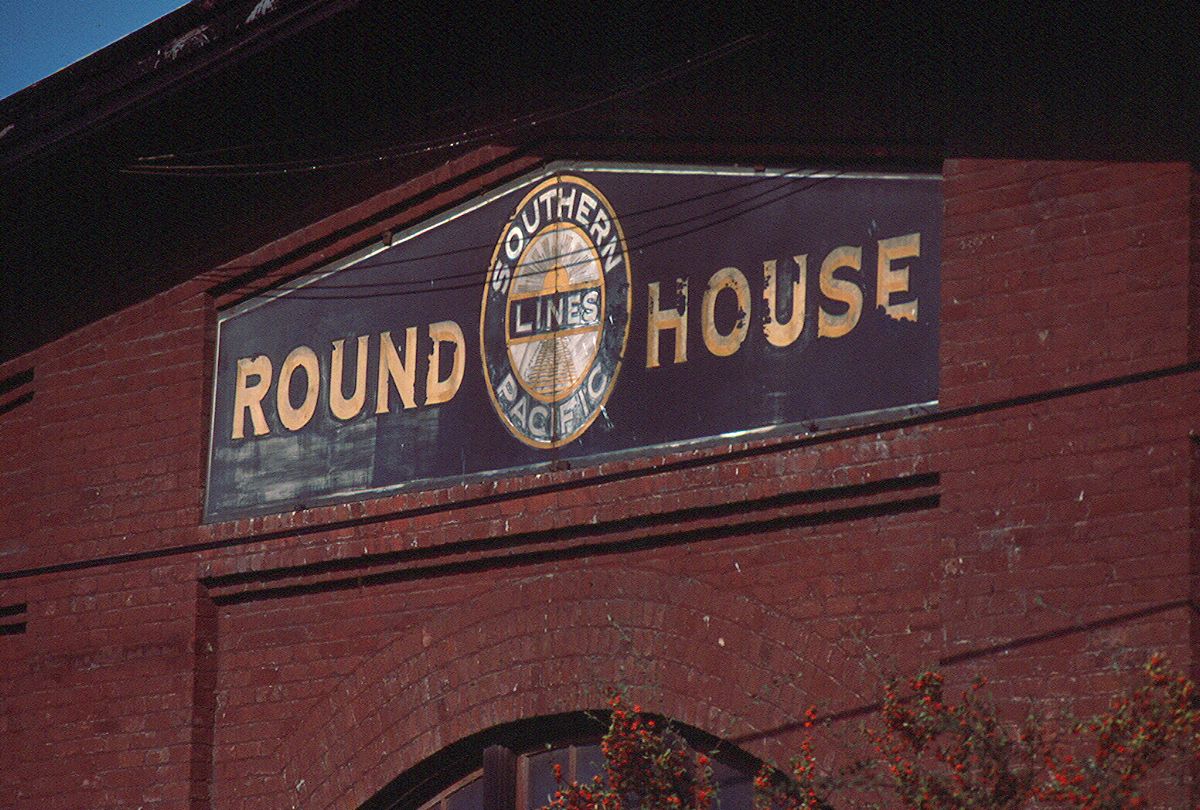 ROUND HOUSE
SOUTHERN
LINES
PACIFIC